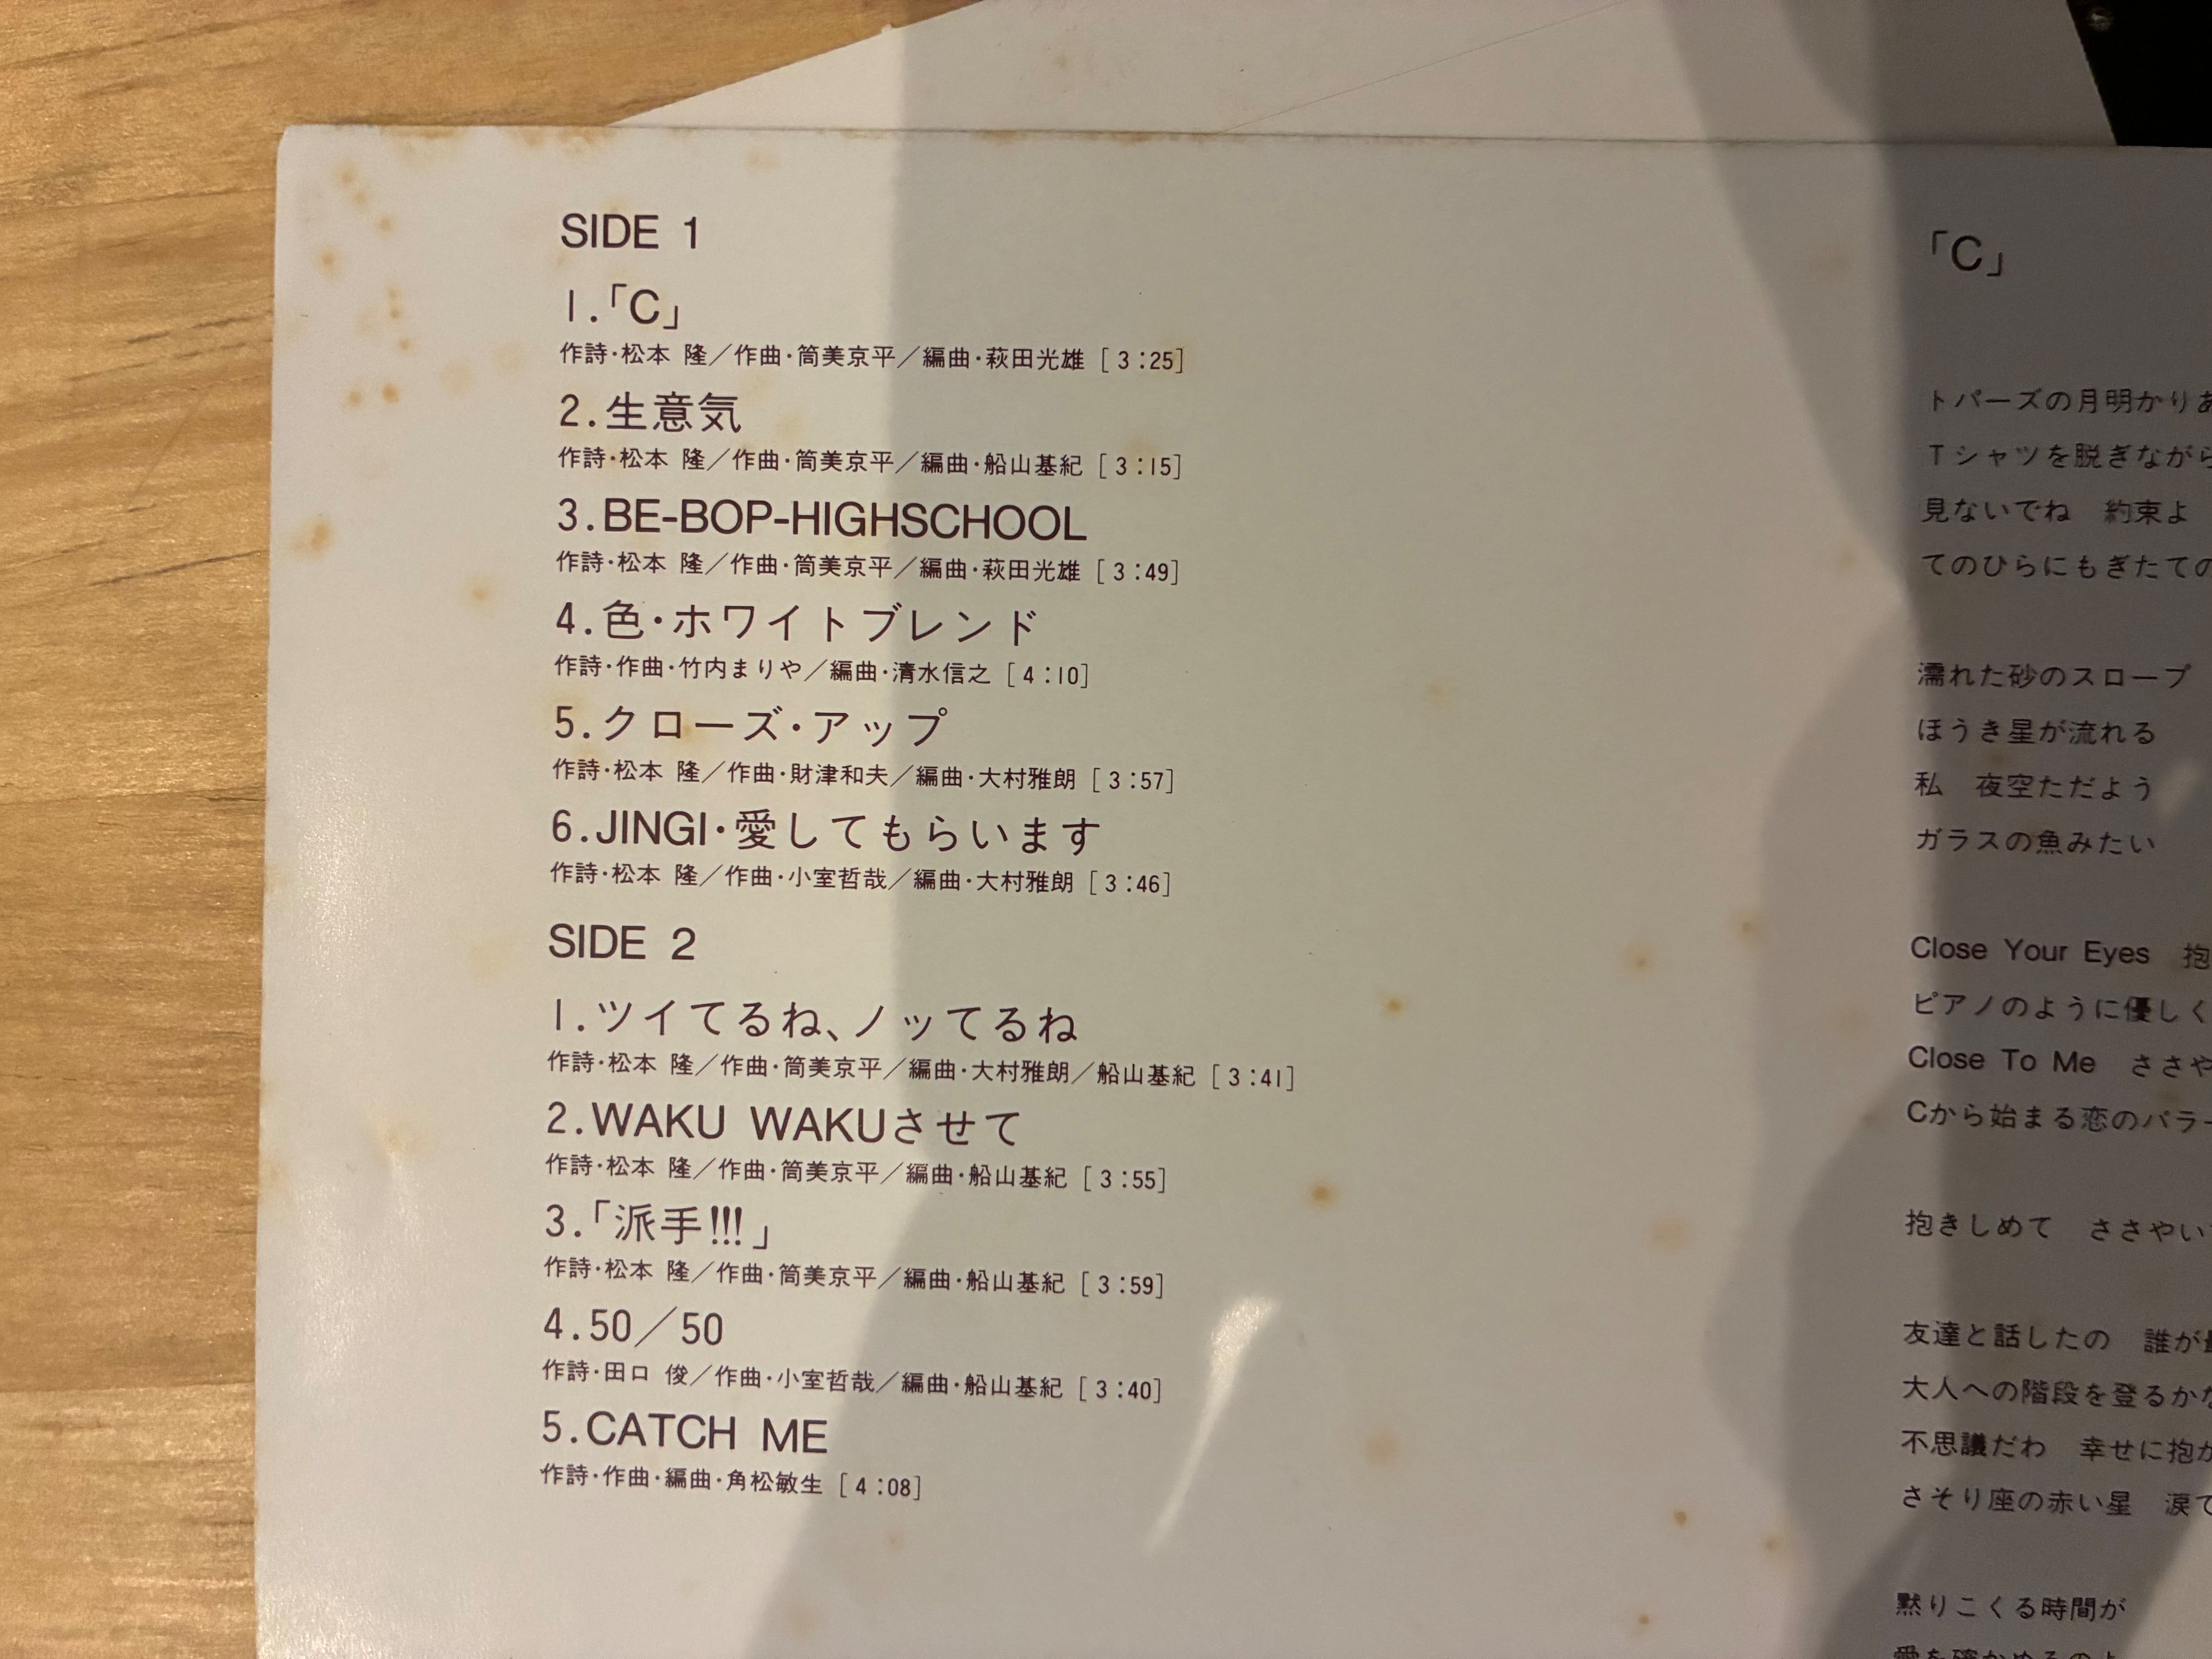 SIDE 1
1.「C」
作詩・松本 隆／作曲・筒美京平／編曲・萩田光雄［3:25］
2.生意気
作詩・松本 隆／作曲・筒美京平／編曲・船山基紀［3:15］
3.BE-BOP-HIGHSCHOOL
作詩・松本 隆／作曲・筒美京平／編曲・萩田光雄［3:49］
4.色・ホワイトブレンド
作詩・作曲・竹内まりや／編曲・清水信之［4:10］
5.クローズ・アップ
作詩・松本 隆／作曲・財津和夫／編曲・大村雅朗［3:57］
6.JINGI・愛してもらいます
作詩・松本 隆／作曲・小室哲哉／編曲・大村雅朗［3:46］
SIDE 2
1.ツイてるね、ノッてるね
作詩・松本 隆／作曲・筒美京平／編曲・大村雅朗／船山基紀［3:41］
2.WAKU WAKUさせて
作詩・松本 隆／作曲・筒美京平／編曲・船山基紀［3:55］
3.「派手!!!」
作詩・松本 隆／作曲・筒美京平／編曲・船山基紀［3:59］
4.50／50
作詩・田口 俊／作曲・小室哲哉／編曲・船山基紀［3:40］
5.CATCH ME
作詩・作曲・編曲・角松敏生［4:08］
「C」
トパーズの月明かり
Tシャツを脱ぎながら
見ないでね　約束よ
てのひらにもぎたての
濡れた砂のスロープ
ほうき星が流れる
私　夜空ただよう
ガラスの魚みたい
Close Your Eyes　抱
ピアノのように優しく
Close To Me　ささや
Cから始まる恋のバラー
抱きしめて　ささやい
友達と話したの　誰が
大人への階段を登るか
不思議だわ　幸せに抱か
さそり座の赤い星　涙で
黙りこくる時間が
愛を確かめるのよ